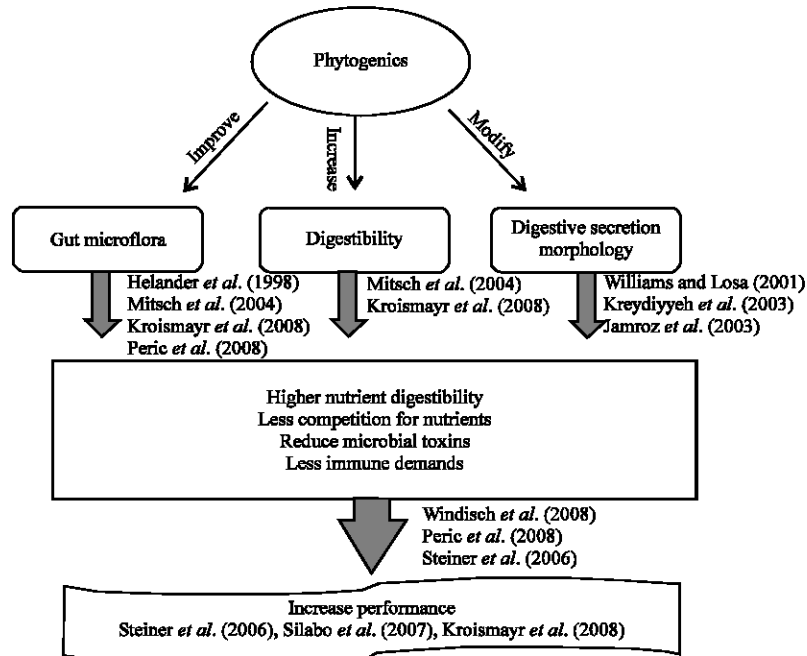 Phytogenics
Improve
Increase
Modify
Gut microflora
Digestibility
Digestive secretion
morphology
Helander et al. (1998)
Mitsch et al. (2004)
Kroismayr et al. (2008)
Peric et al. (2008)
Mitsch et al. (2004)
Kroismayr et al. (2008)
Williams and Losa (2001)
Kreydiyyeh et al. (2003)
Jamroz et al. (2003)
Higher nutrient digestibility
Less competition for nutrients
Reduce microbial toxins
Less immune demands
Windisch et al. (2008)
Peric et al. (2008)
Steiner et al. (2006)
Increase performance
Steiner et al. (2006), Silabo et al. (2007), Kroismayr et al. (2008)